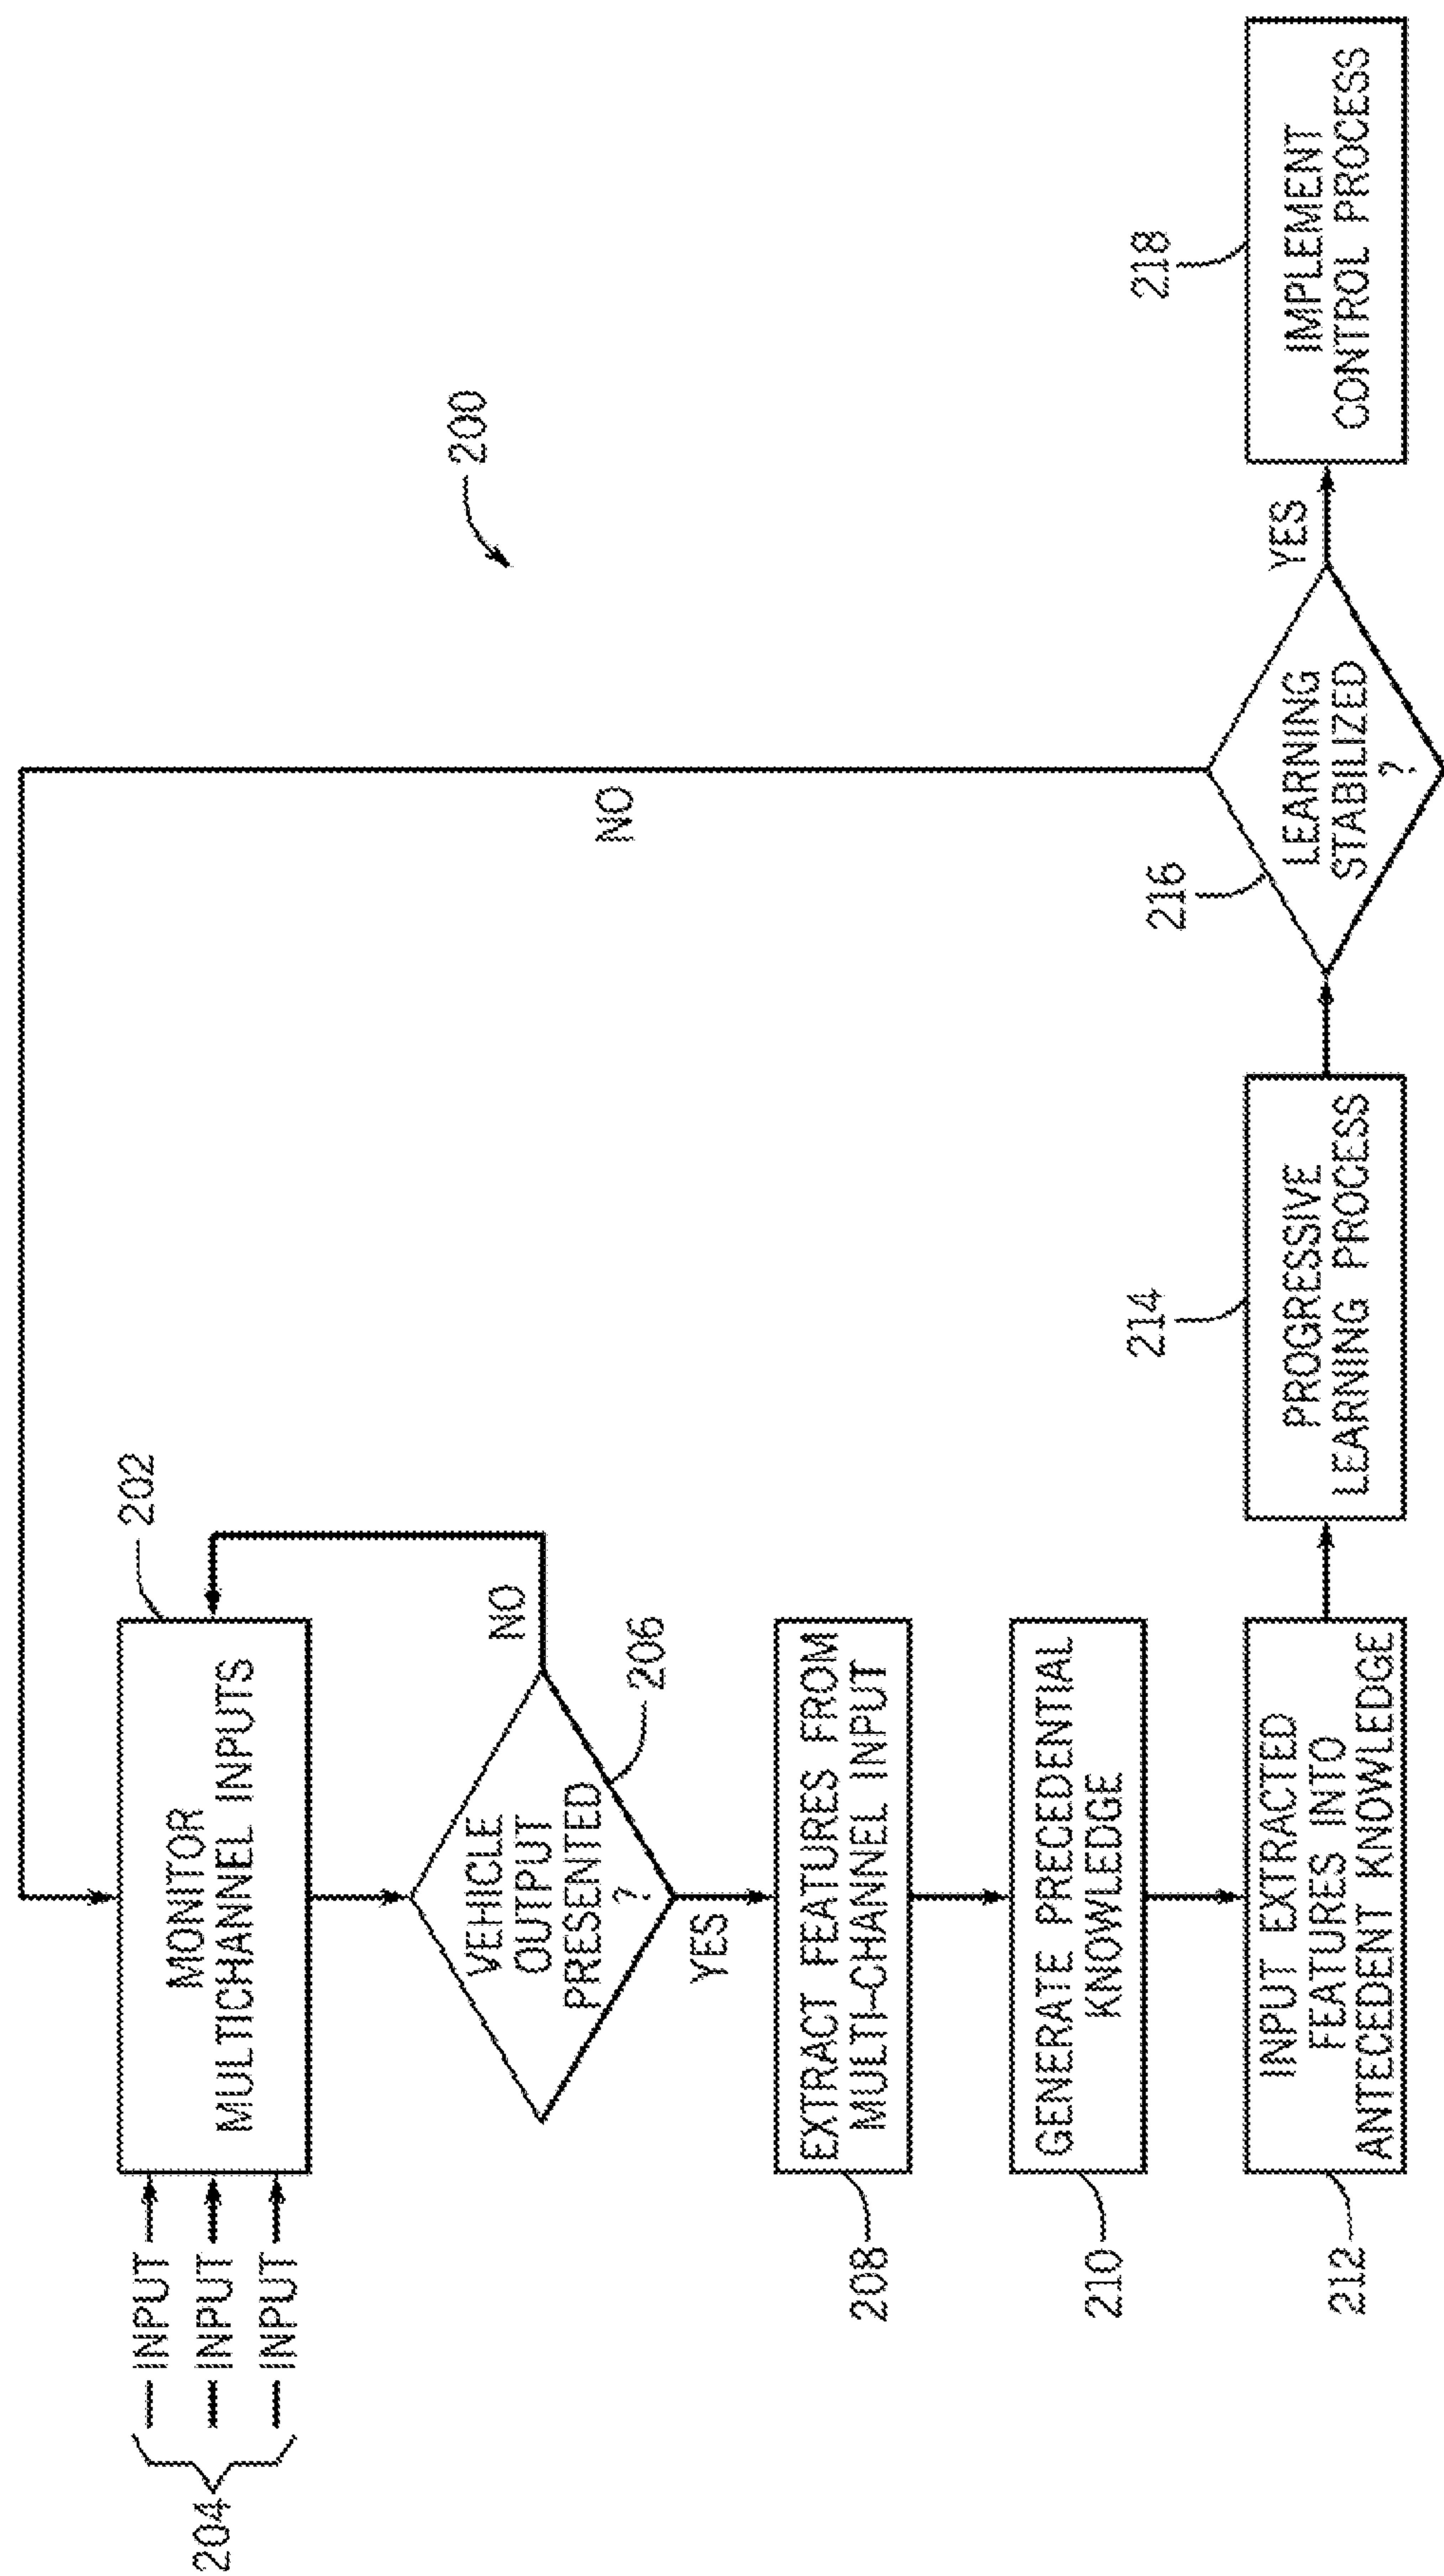 200
204
INPUT
INPUT
INPUT
202
MONITOR
MULTICHANNEL INPUTS
VEHICLE
OUTPUT
PRESENTED
?
206
NO
YES
208
EXTRACT FEATURES FROM
MULTI-CHANNEL INPUT
210
GENERATE PRECEDENTIAL
KNOWLEDGE
212
INPUT EXTRACTED
FEATURES INTO
ANTECEDENT KNOWLEDGE
214
PROGRESSIVE
LEARNING PROCESS
216
LEARNING
STABILIZED
?
NO
YES
218
IMPLEMENT
CONTROL PROCESS